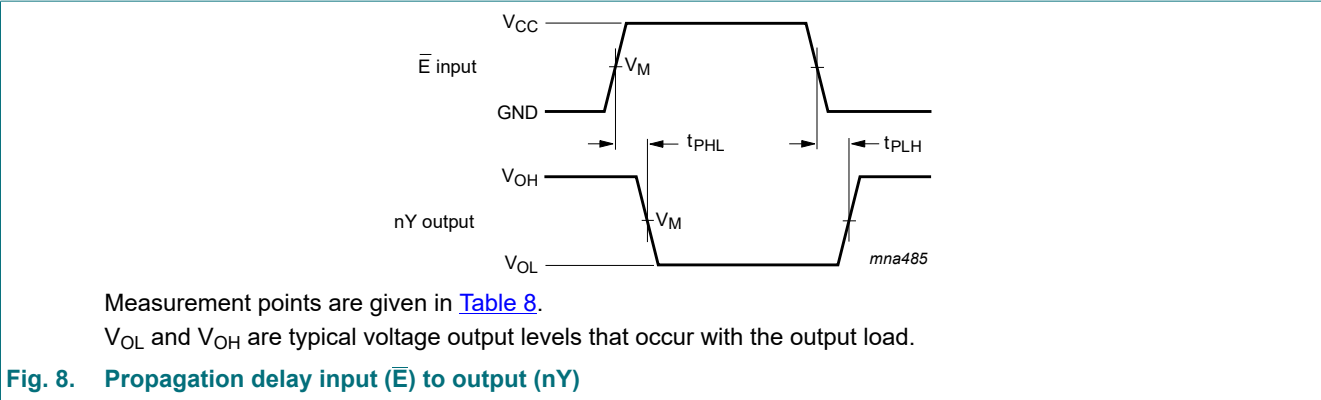 VCC
E̅ input
VM
GND
tPHL
tPLH
VOH
nY output
VM
VOL
mna485
Measurement points are given in Table 8.
VOL and VOH are typical voltage output levels that occur with the output load.
Fig. 8. Propagation delay input (E̅) to output (nY)